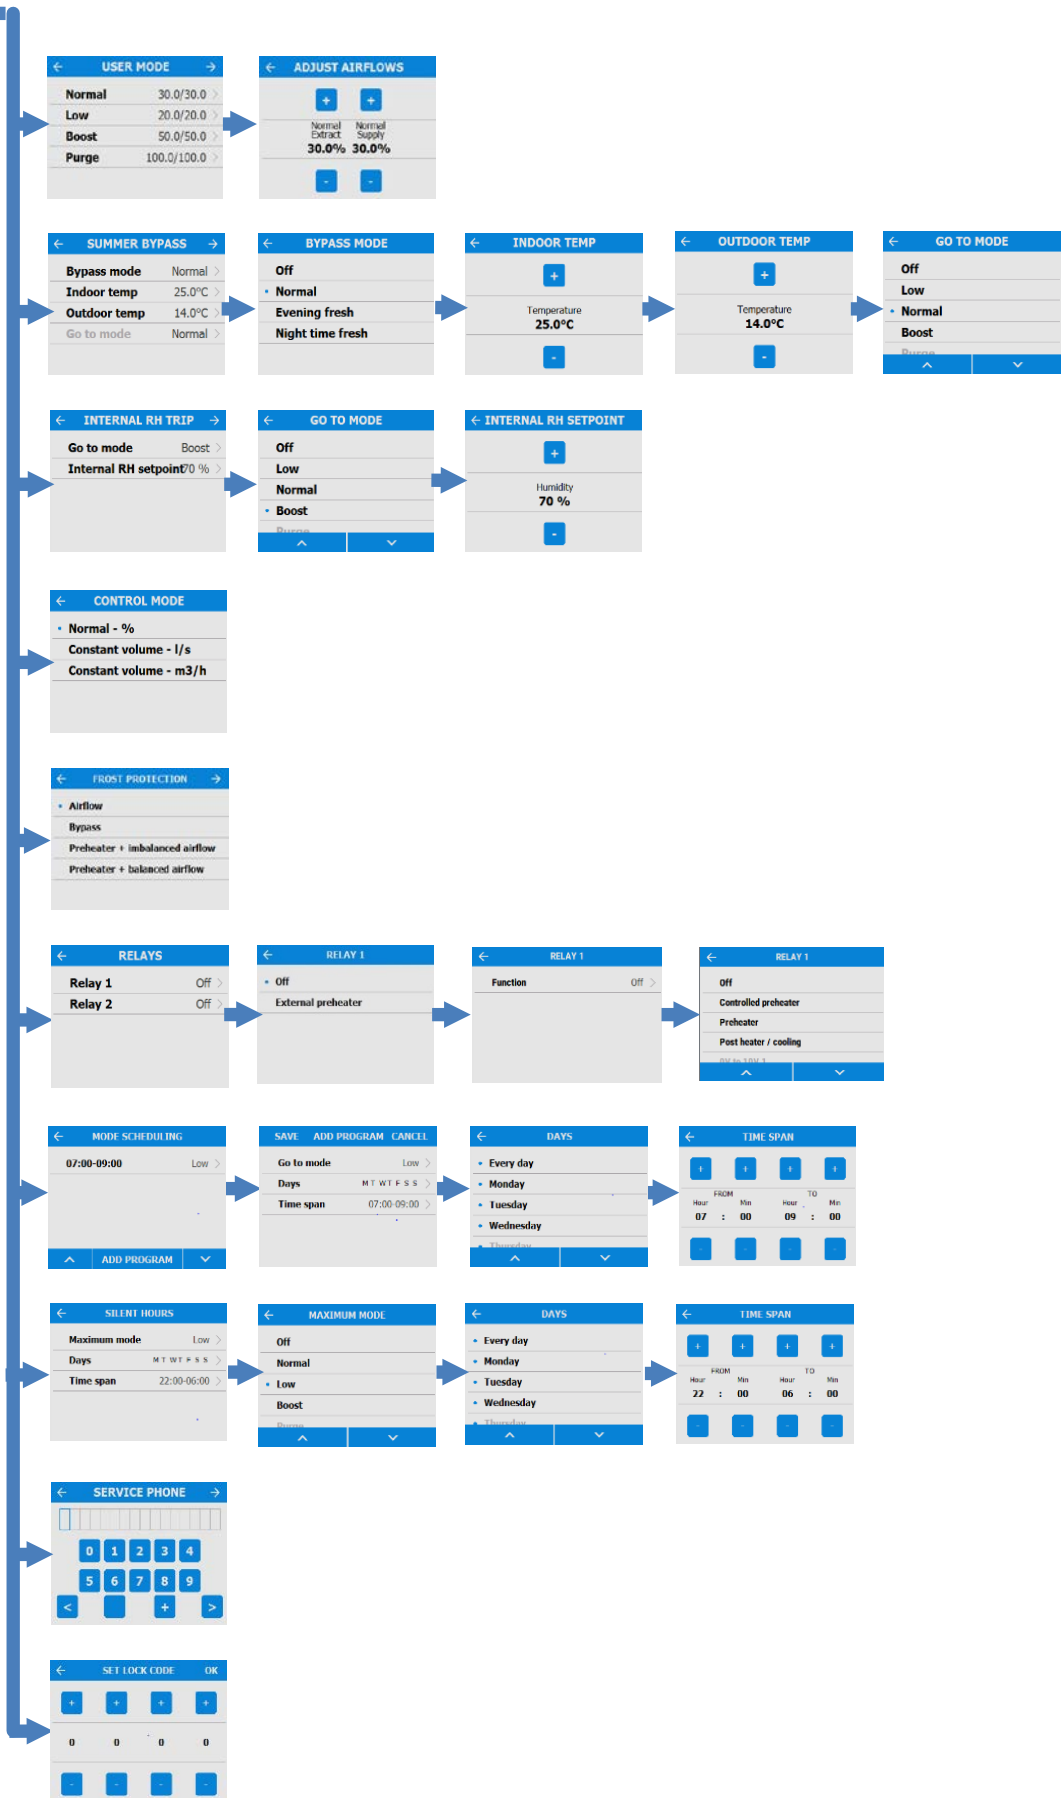 ← USER MODE →
Normal 30.0/30.0 >
Low 20.0/20.0 >
Boost 50.0/50.0 >
Purge 100.0/100.0 >
← ADJUST AIRFLOWS
+ +
Normal Normal
Extract Supply
30.0% 30.0%
- -
← SUMMER BYPASS →
Bypass mode Normal >
Indoor temp 25.0°C >
Outdoor temp 14.0°C >
Go to mode Normal >
← BYPASS MODE
Off
• Normal
Evening fresh
Night time fresh
← INDOOR TEMP
+
Temperature
25.0°C
-
← OUTDOOR TEMP
+
Temperature
14.0°C
-
← GO TO MODE
Off
Low
• Normal
Boost
Purge
← INTERNAL RH TRIP →
Go to mode Boost >
Internal RH setpoint 70 % >
← GO TO MODE
Off
Low
Normal
• Boost
Purge
← INTERNAL RH SETPOINT
+
Humidity
70 %
-
← CONTROL MODE
• Normal - %
Constant volume - l/s
Constant volume - m3/h
← FROST PROTECTION →
• Airflow
Bypass
Preheater + imbalanced airflow
Preheater + balanced airflow
← RELAYS
Relay 1 Off >
Relay 2 Off >
← RELAY 1
• Off
External preheater
← RELAY 1
Function Off >
← RELAY 1
Off
Controlled preheater
Preheater
Post heater / cooling
0V to 10V 1
← MODE SCHEDULING
07:00-09:00 Low >
ADD PROGRAM
SAVE ADD PROGRAM CANCEL
Go to mode Low >
Days M T W T F S S >
Time span 07:00-09:00 >
← DAYS
• Every day
• Monday
• Tuesday
• Wednesday
• Thursday
← TIME SPAN
+ + + +
FROM TO
Hour Min Hour Min
07 : 00 09 : 00
- - - -
← SILENT HOURS
Maximum mode Low >
Days M T W T F S S >
Time span 22:00-06:00 >
← MAXIMUM MODE
Off
Normal
• Low
Boost
Purge
← DAYS
• Every day
• Monday
• Tuesday
• Wednesday
• Thursday
← TIME SPAN
+ + + +
FROM TO
Hour Min Hour Min
22 : 00 06 : 00
- - - -
← SERVICE PHONE →
0 1 2 3 4
5 6 7 8 9
< + >
← SET LOCK CODE OK
+ + + +
0 0 0 0
- - - -